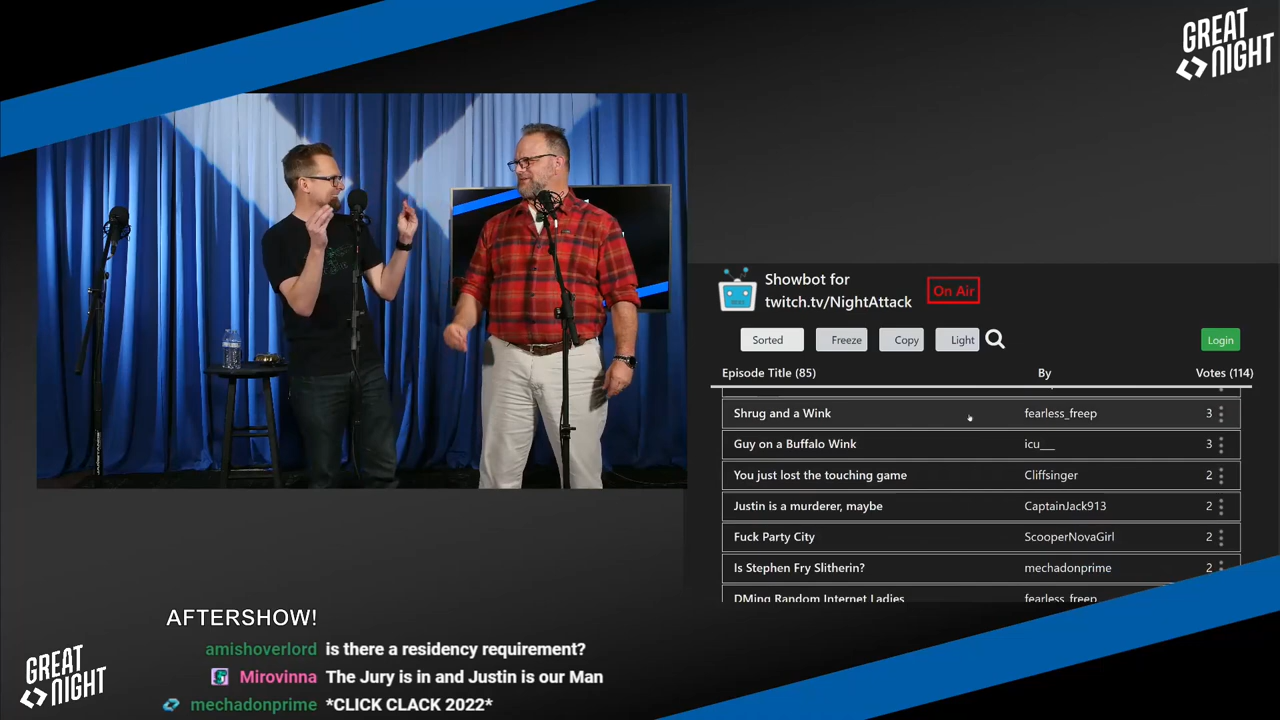 GREAT
NIGHT
Showbot for
twitch.tv/NightAttack
On Air
Sorted
Freeze
Copy
Light
Login
Episode Title (85)
By
Votes (114)
Shrug and a Wink
fearless_freep
3
Guy on a Buffalo Wink
icu__
3
You just lost the touching game
Cliffsinger
2
Justin is a murderer, maybe
CaptainJack913
2
Fuck Party City
ScooperNovaGirl
2
Is Stephen Fry Slitherin?
mechadonprime
2
DMing Random Internet Ladies
fearless_freep
AFTERSHOW!
amishoverlord is there a residency requirement?
Mirovinna The Jury is in and Justin is our Man
mechadonprime *CLICK CLACK 2022*
GREAT
NIGHT